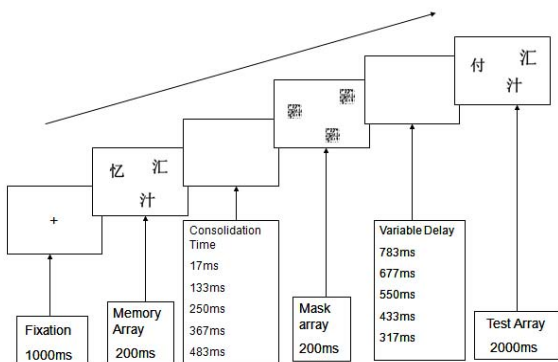 付 汇
汁
忆 汇
汁
+
Consolidation
Time
17ms
133ms
250ms
367ms
483ms
Variable Delay
783ms
677ms
550ms
433ms
317ms
Fixation
1000ms
Memory
Array
200ms
Mask
array
200ms
Test Array
2000ms